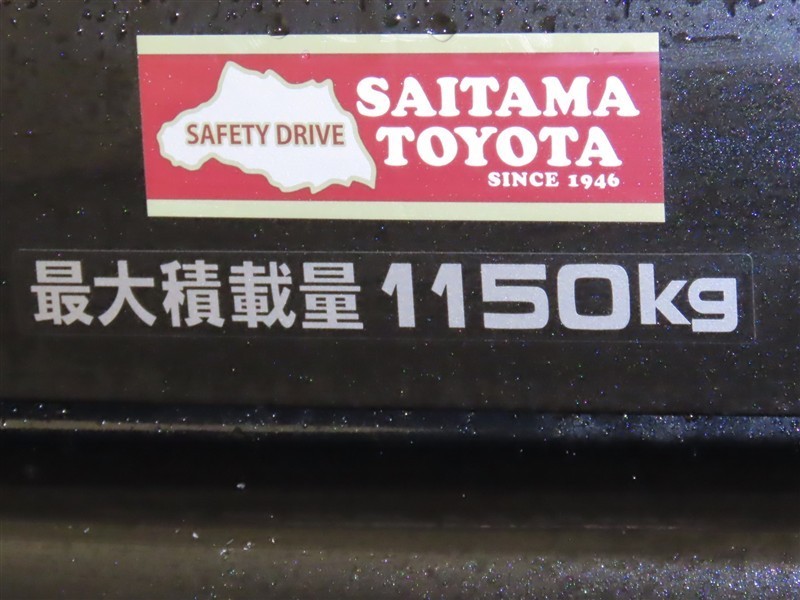 SAFETY DRIVE
SAITAMA
TOYOTA
SINCE 1946
最大積載量 1150kg